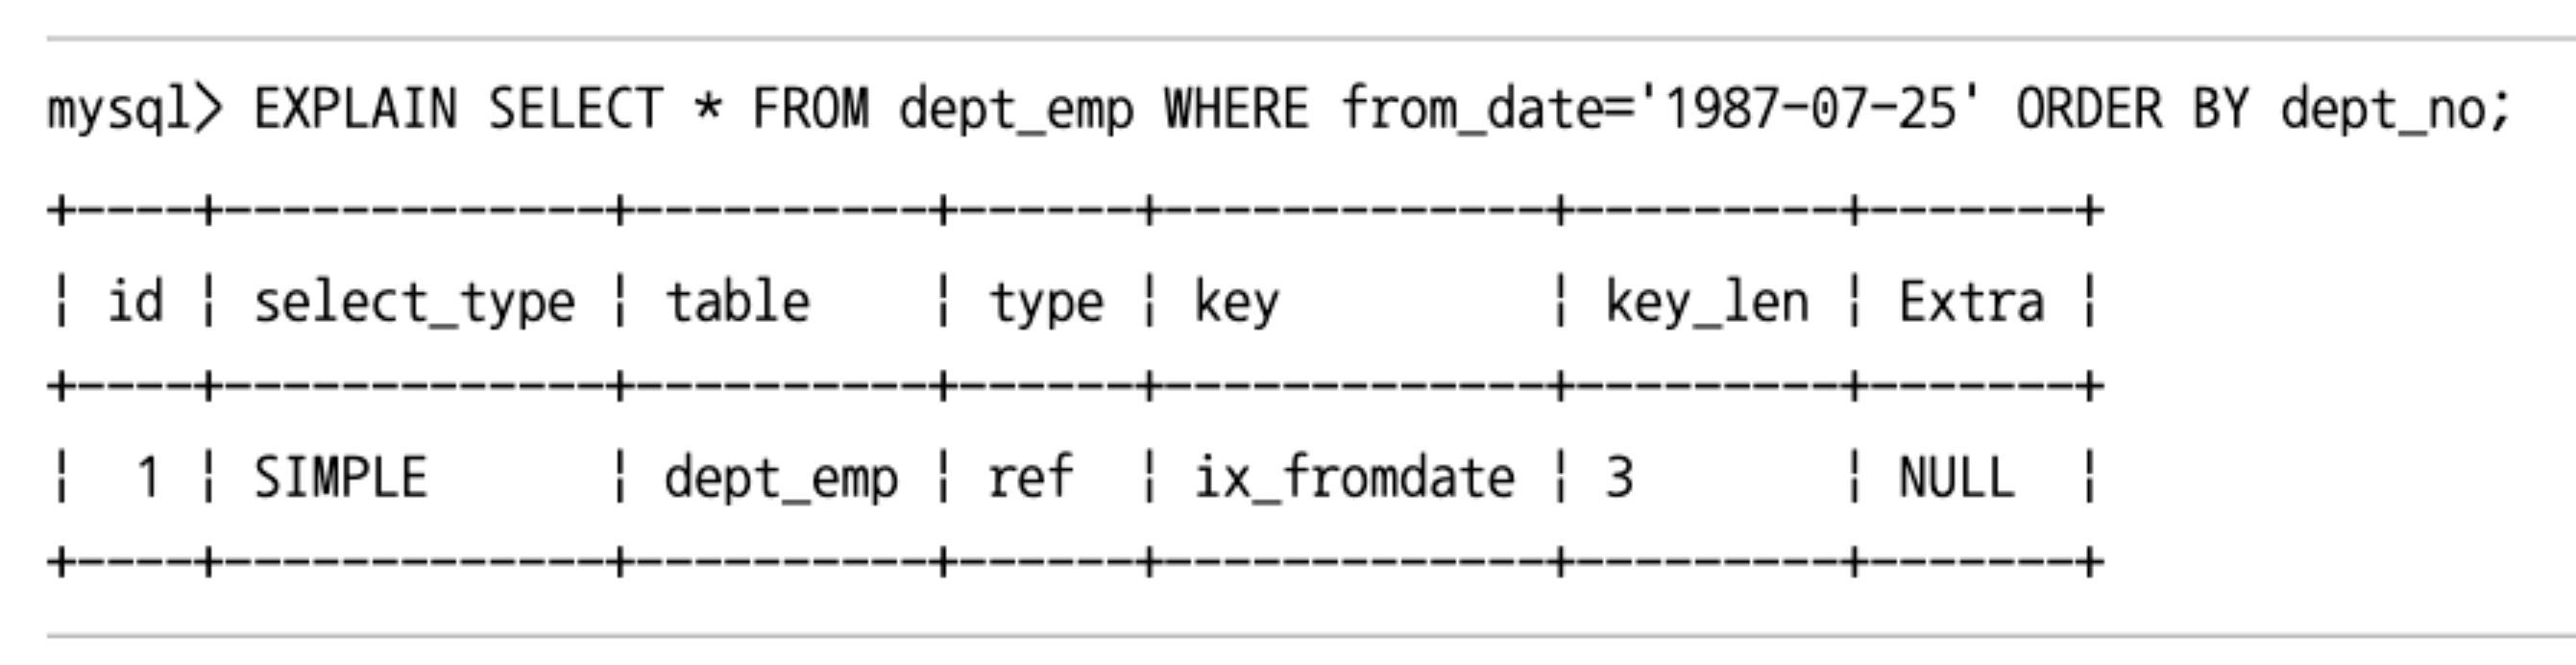 mysql> EXPLAIN SELECT * FROM dept_emp WHERE from_date='1987-07-25' ORDER BY dept_no;
+----+-------------+----------+------+-------------+---------+-------+
| id | select_type | table    | type | key         | key_len | Extra |
+----+-------------+----------+------+-------------+---------+-------+
|  1 | SIMPLE      | dept_emp | ref  | ix_fromdate | 3       | NULL  |
+----+-------------+----------+------+-------------+---------+-------+